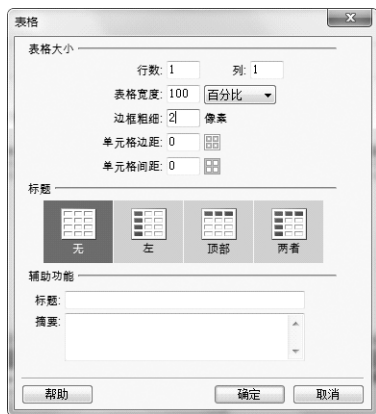 表格
表格大小
行数: 1 列: 1
表格宽度: 100 百分比
边框粗细: 2 像素
单元格边距: 0
单元格间距: 0
标题
无 左 顶部 两者
辅助功能
标题:
摘要:
帮助 确定 取消